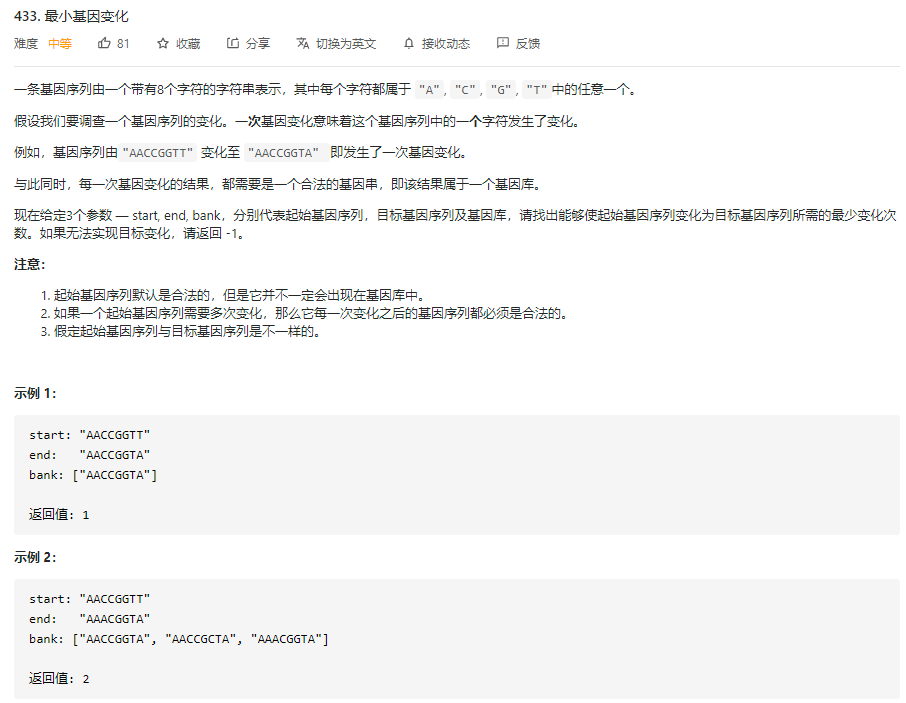 433. 最小基因变化
难度 中等 81 收藏 分享 切换为英文 接收动态 反馈
一条基因序列由一个带有8个字符的字符串表示，其中每个字符都属于 "A", "C", "G", "T"中的任意一个。
假设我们要调查一个基因序列的变化。一次基因变化意味着这个基因序列中的一个字符发生了变化。
例如，基因序列由"AACCGGTT" 变化至 "AACCGGTA" 即发生了一次基因变化。
与此同时，每一次基因变化的结果，都需要是一个合法的基因串，即该结果属于一个基因库。
现在给定3个参数 — start, end, bank，分别代表起始基因序列，目标基因序列及基因库，请找出能够使起始基因序列变化为目标基因序列所需的最少变化次
数。如果无法实现目标变化，请返回 -1。
注意：
1. 起始基因序列默认是合法的，但是它并不一定会出现在基因库中。
2. 如果一个起始基因序列需要多次变化，那么它每一次变化之后的基因序列都必须是合法的。
3. 假定起始基因序列与目标基因序列是不一样的。
示例 1：
start: "AACCGGTT"
end: "AACCGGTA"
bank: ["AACCGGTA"]
返回值: 1
示例 2：
start: "AACCGGTT"
end: "AAACGGTA"
bank: ["AACCGGTA", "AACCGCTA", "AAACGGTA"]
返回值: 2